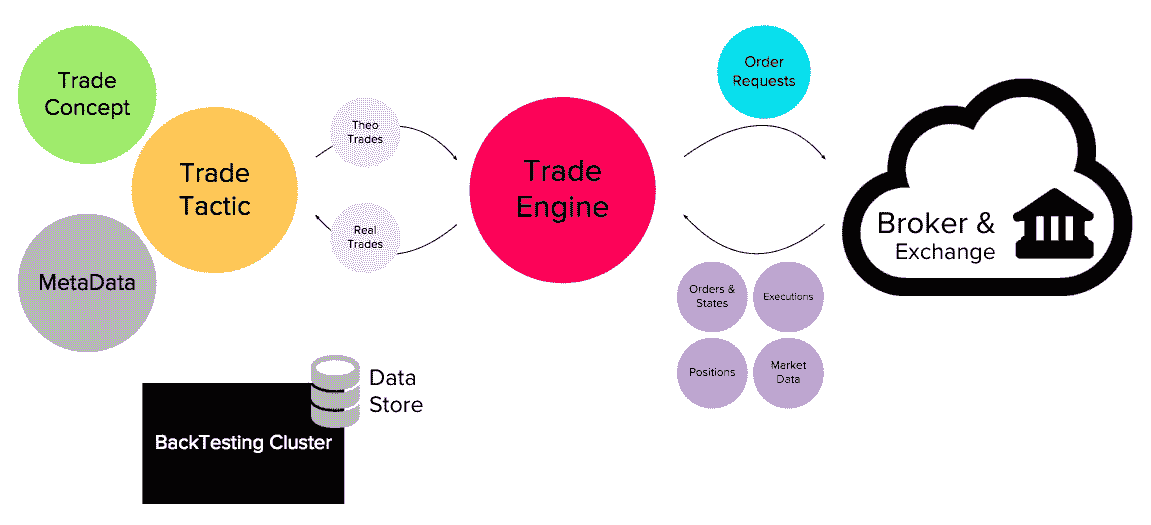 Trade
Concept
Trade
Tactic
MetaData
Theo
Trades
Real
Trades
Trade
Engine
Order
Requests
Broker &
Exchange
Orders &
States
Executions
Positions
Market
Data
Data
Store
BackTesting Cluster